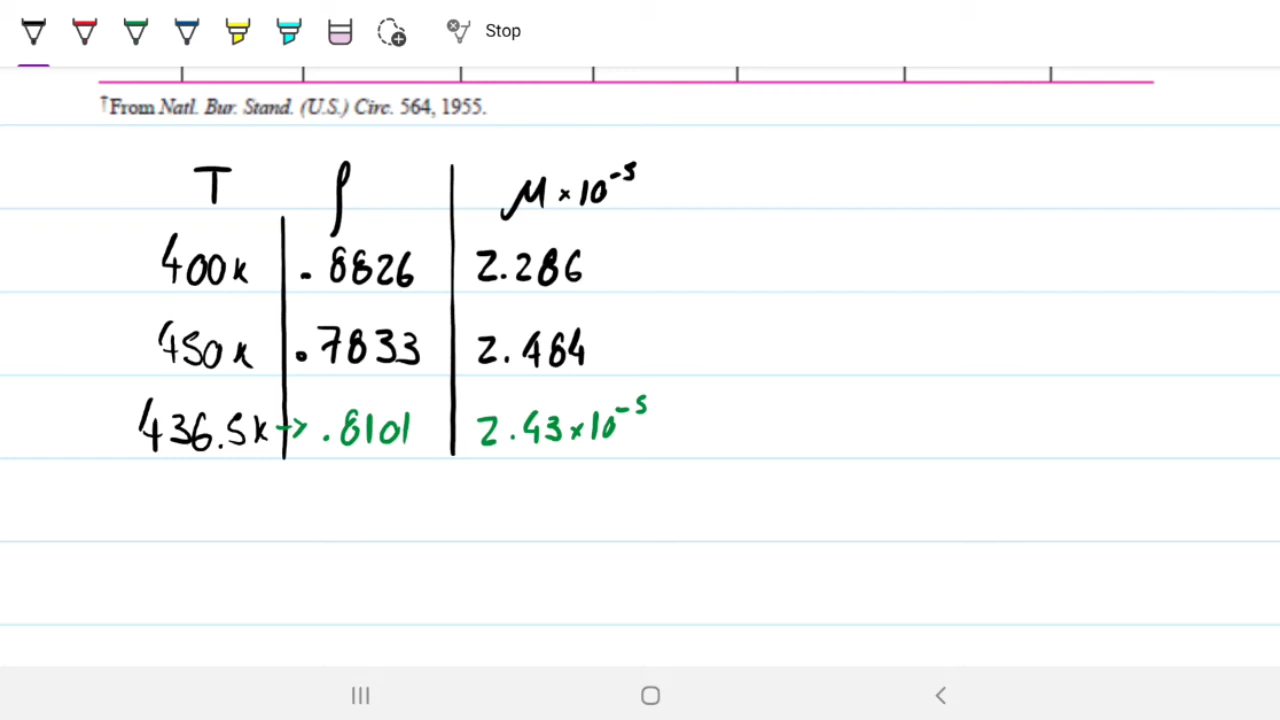 Stop
†From Natl. Bur. Stand. (U.S.) Circ. 564, 1955.
T ρ μ × 10⁻⁵
400k .8826 2.286
450k .7833 2.484
436.5k -> .8101 2.43×10⁻⁵